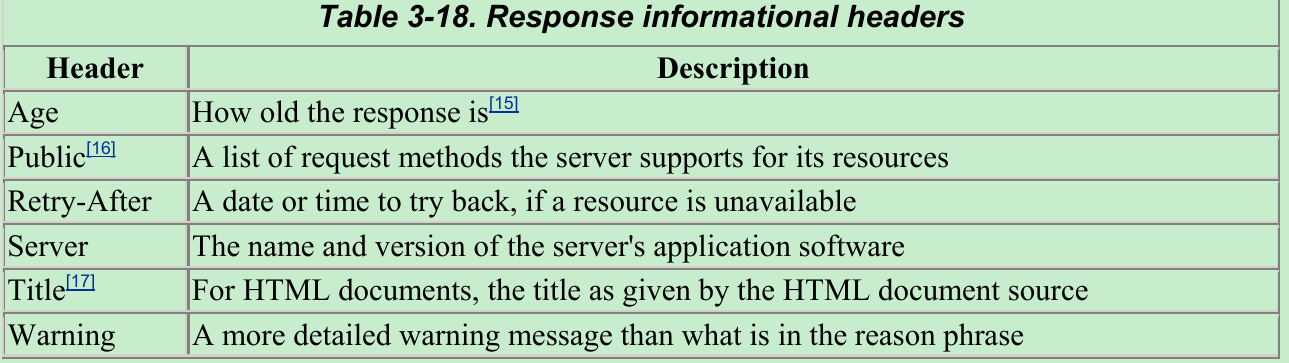 Table 3-18. Response informational headers
Header Description
Age How old the response is[15]
Public[16] A list of request methods the server supports for its resources
Retry-After A date or time to try back, if a resource is unavailable
Server The name and version of the server's application software
Title[17] For HTML documents, the title as given by the HTML document source
Warning A more detailed warning message than what is in the reason phrase